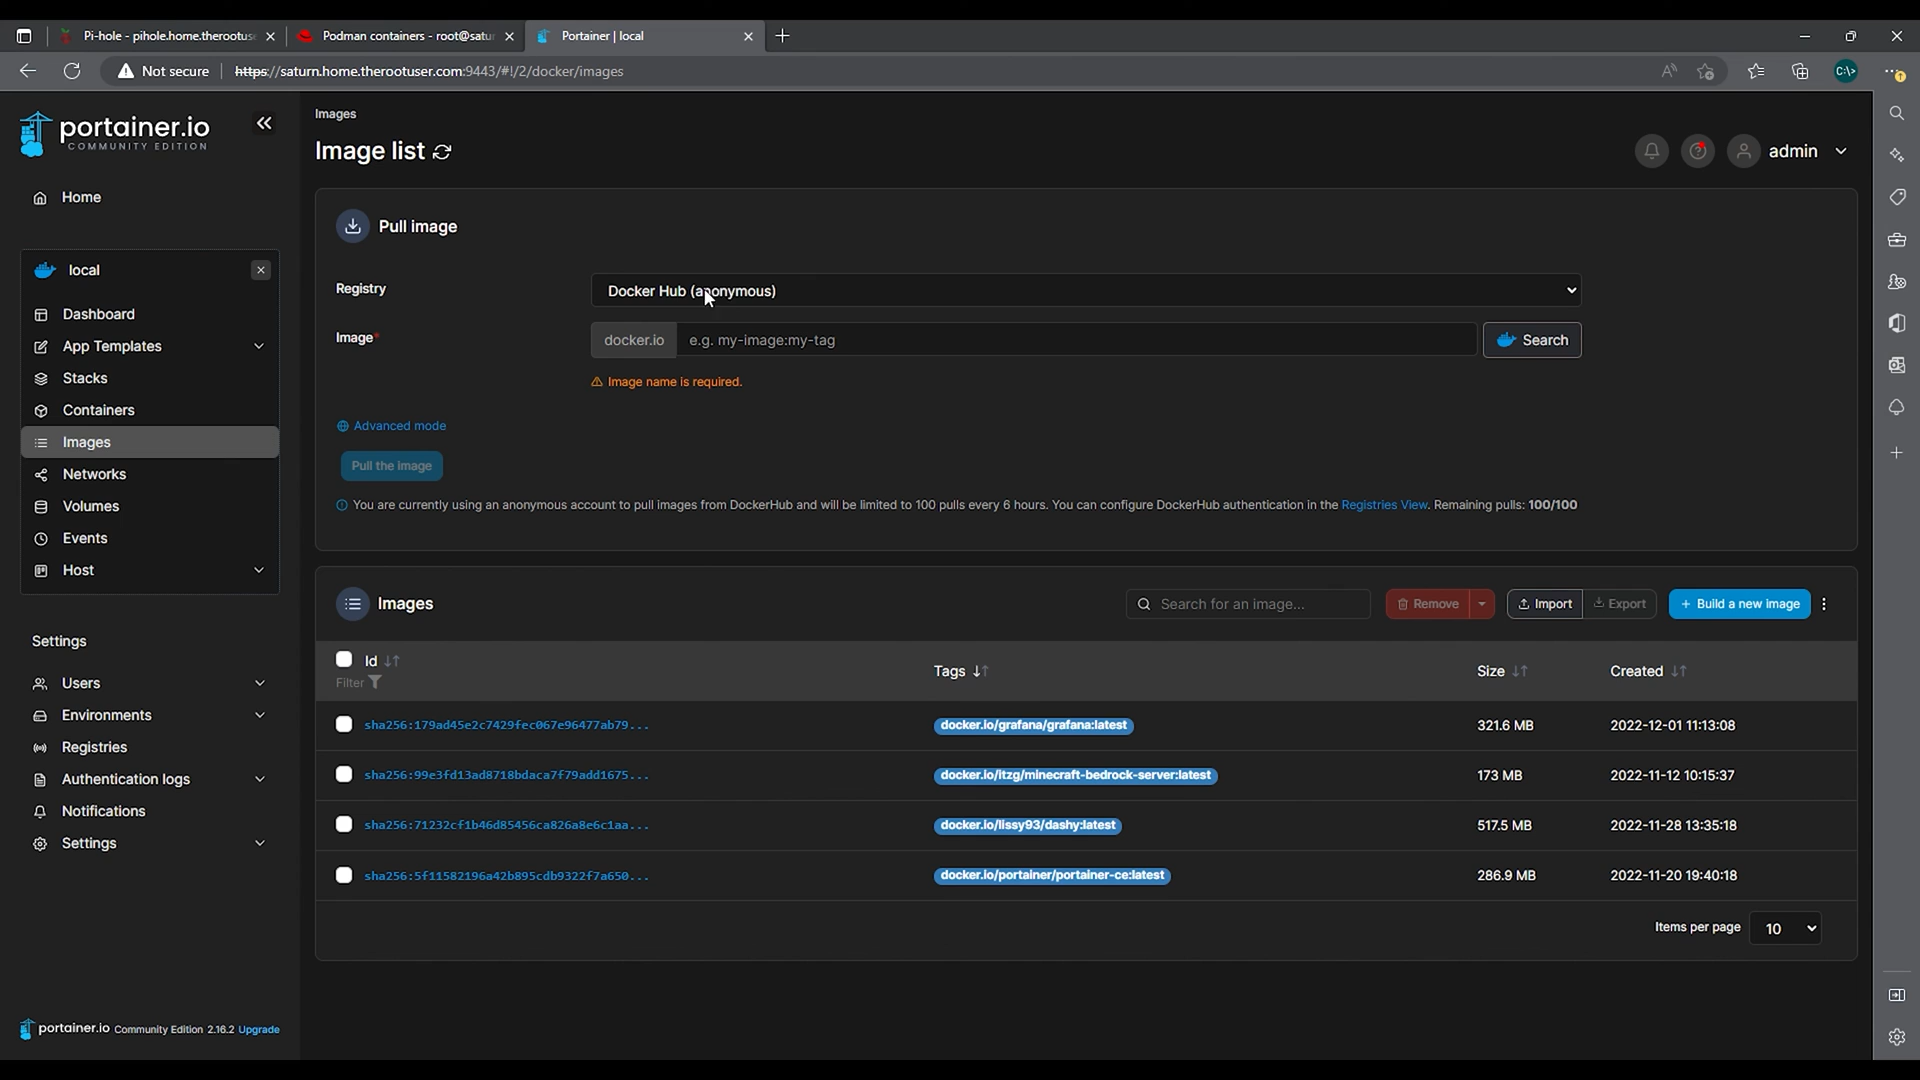 Pi-hole - pihole.home.therootus
Podman containers - root@satu
Portainer | local
Not secure
https://saturn.home.therootuser.com:9443/#!/2/docker/images
C:\>
portainer.io
COMMUNITY EDITION
Home
local
Dashboard
App Templates
Stacks
Containers
Images
Networks
Volumes
Events
Host
Settings
Users
Environments
Registries
Authentication logs
Notifications
Settings
portainer.io Community Edition 2.16.2 Upgrade
Images
Image list
admin
Pull image
Registry
Docker Hub (anonymous)
Image*
docker.io
e.g. my-image:my-tag
Search
Image name is required.
Advanced mode
Pull the image
You are currently using an anonymous account to pull images from DockerHub and will be limited to 100 pulls every 6 hours. You can configure DockerHub authentication in the Registries View. Remaining pulls: 100/100
Images
Search for an image...
Remove
Import
Export
+ Build a new image
Id
Filter
Tags
Size
Created
sha256:179ad45e2c7429fec067e96477ab79... docker.io/grafana/grafana:latest 321.6 MB 2022-12-01 11:13:08
sha256:99e3fd13ad8718bdaca7f79add1675... docker.io/itzg/minecraft-bedrock-server:latest 173 MB 2022-11-12 10:15:37
sha256:71232cf1b46d85456ca826a8e6c1aa... docker.io/lissy93/dashy:latest 517.5 MB 2022-11-28 13:35:18
sha256:5f11582196a42b895cdb9322f7a650... docker.io/portainer/portainer-ce:latest 286.9 MB 2022-11-20 19:40:18
Items per page 10